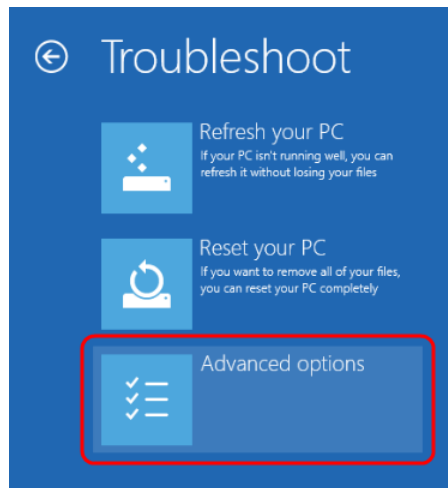 Troubleshoot
Refresh your PC
If your PC isn't running well, you can
refresh it without losing your files
Reset your PC
If you want to remove all of your files,
you can reset your PC completely
Advanced options